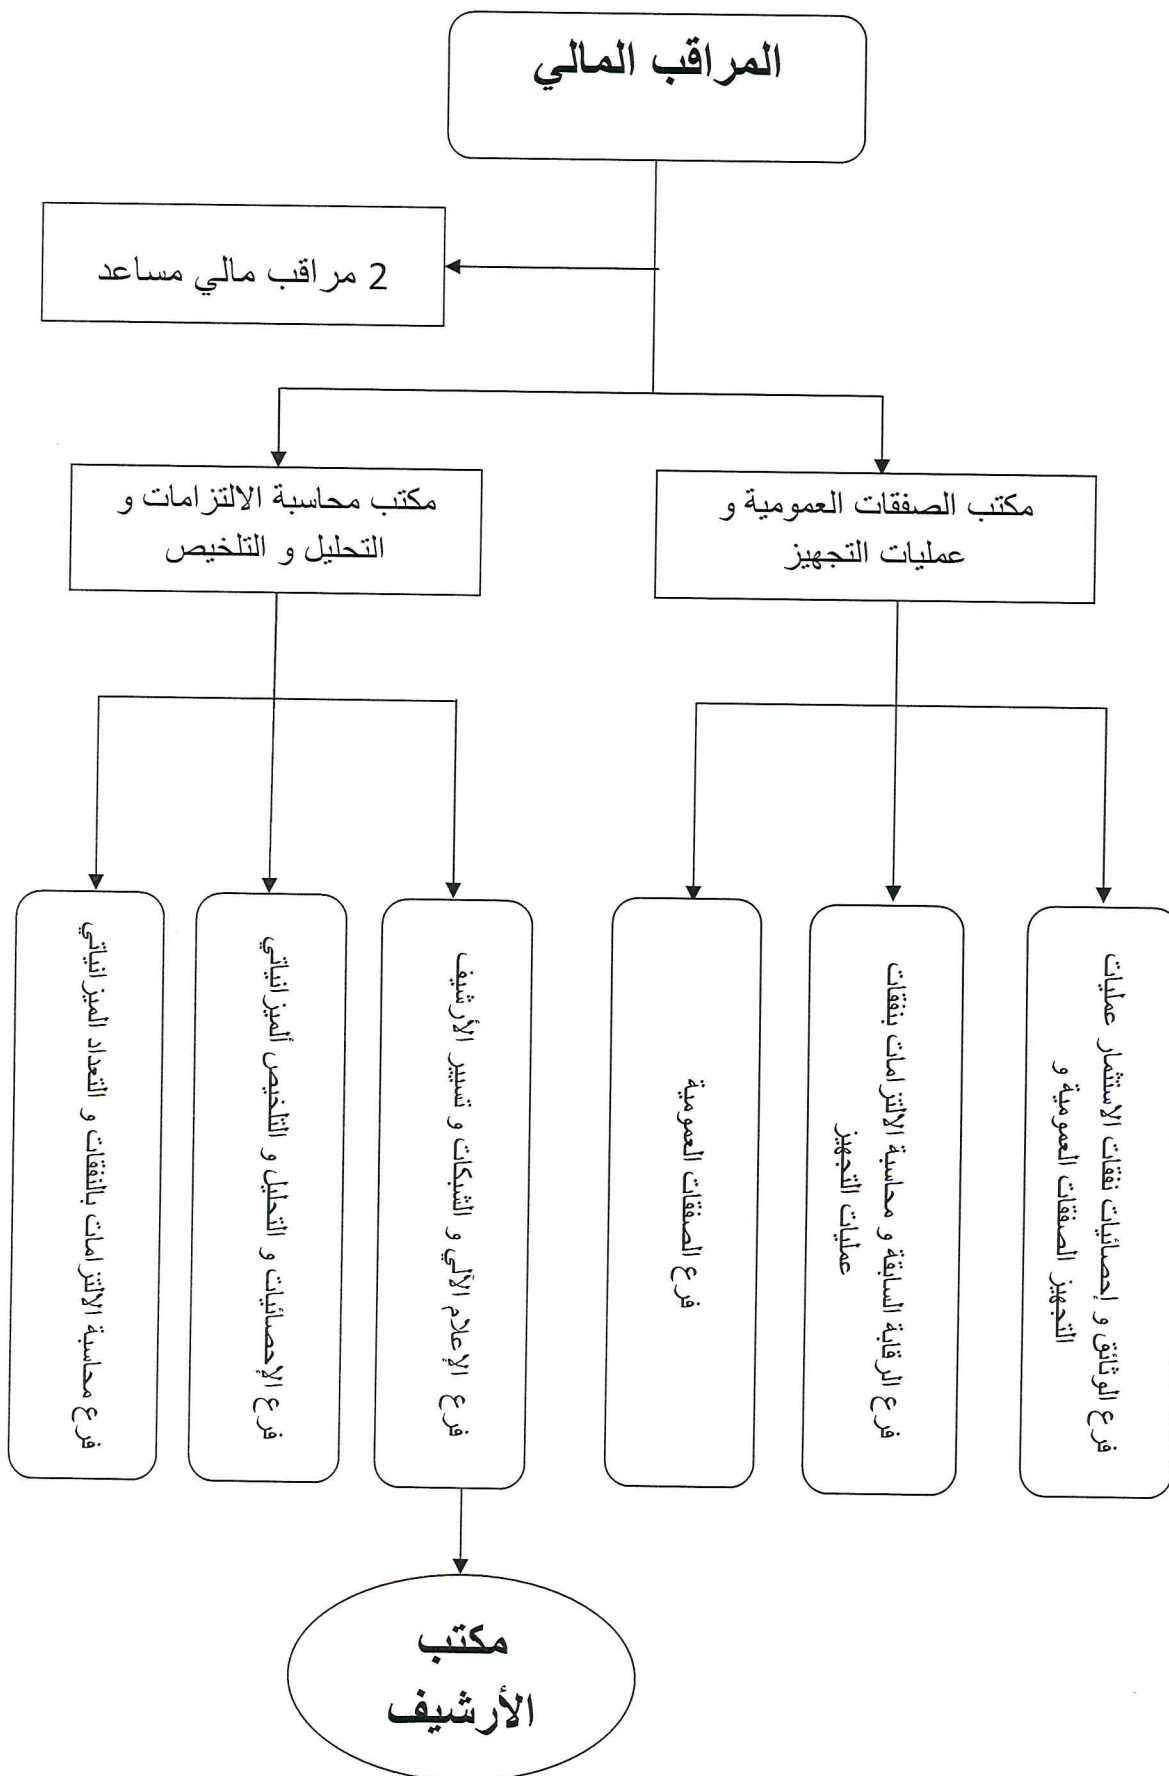 المراقب المالي
2 مراقب مالي مساعد
مكتب الصفقات العمومية و
عمليات التجهيز
مكتب محاسبة الالتزامات و
التحليل و التلخيص
فرع الوثائق و إحصائيات نفقات الاستثمار عمليات
التجهيز الصفقات العمومية و
فرع الرقابة السابقة و محاسبة الالتزامات بنفقات
عمليات التجهيز
فرع الصفقات العمومية
فرع الإعلام الآلي و الشبكات و تسيير الأرشيف
فرع الإحصائيات و التحليل و التلخيص ألميزانياتي
فرع محاسبة الالتزامات بالنفقات و التعداد الميزانياتي
مكتب
الأرشيف